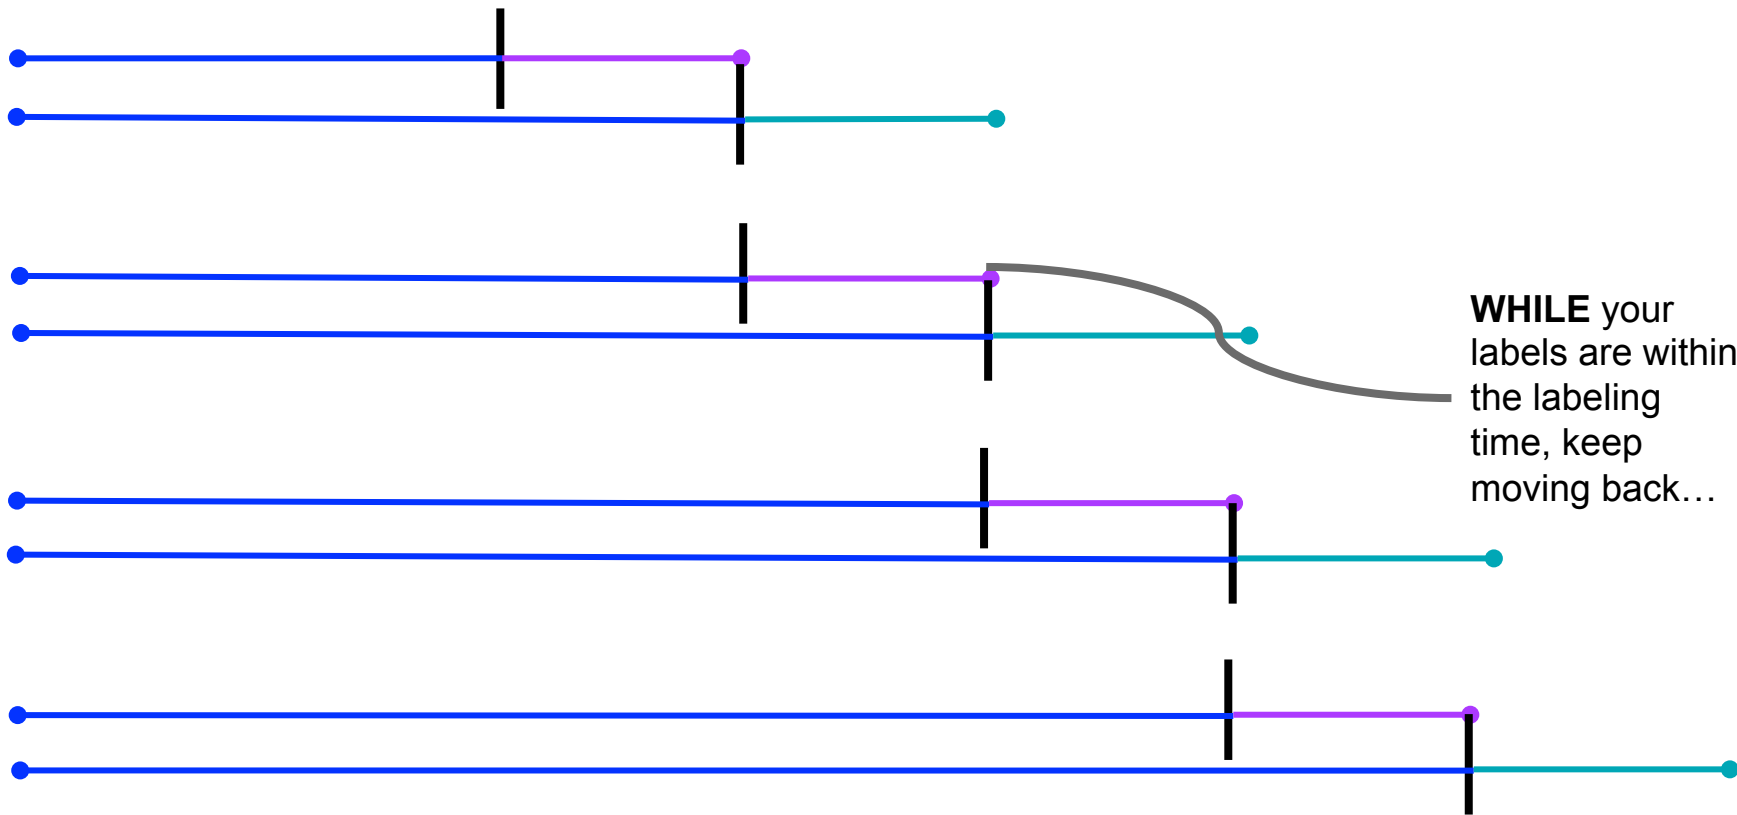 WHILE your
labels are within
the labeling
time, keep
moving back…